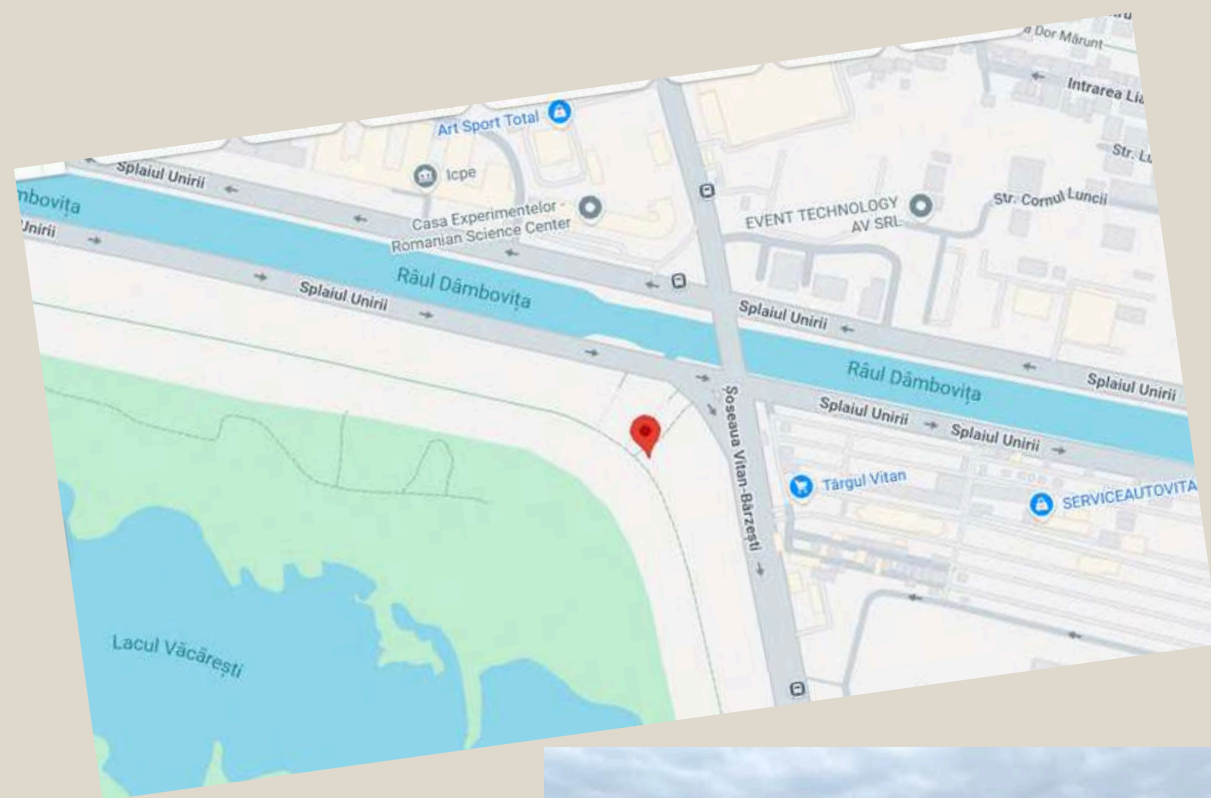 a Dor Mărunt
Intrarea Lia
Str. Lu
Str. Cornul Luncii
Art Sport Total
Icpe
Casa Experimentelor -
Romanian Science Center
EVENT TECHNOLOGY
AV SRL
Splaiul Unirii
mbovița
Unirii
Râul Dâmbovița
Splaiul Unirii
Splaiul Unirii
Râul Dâmbovița
Splaiul Unirii
Splaiul Unirii
Splaiul Unirii
Șoseaua Vitan-Bârzești
Târgul Vitan
SERVICEAUTOVITA
Lacul Văcărești